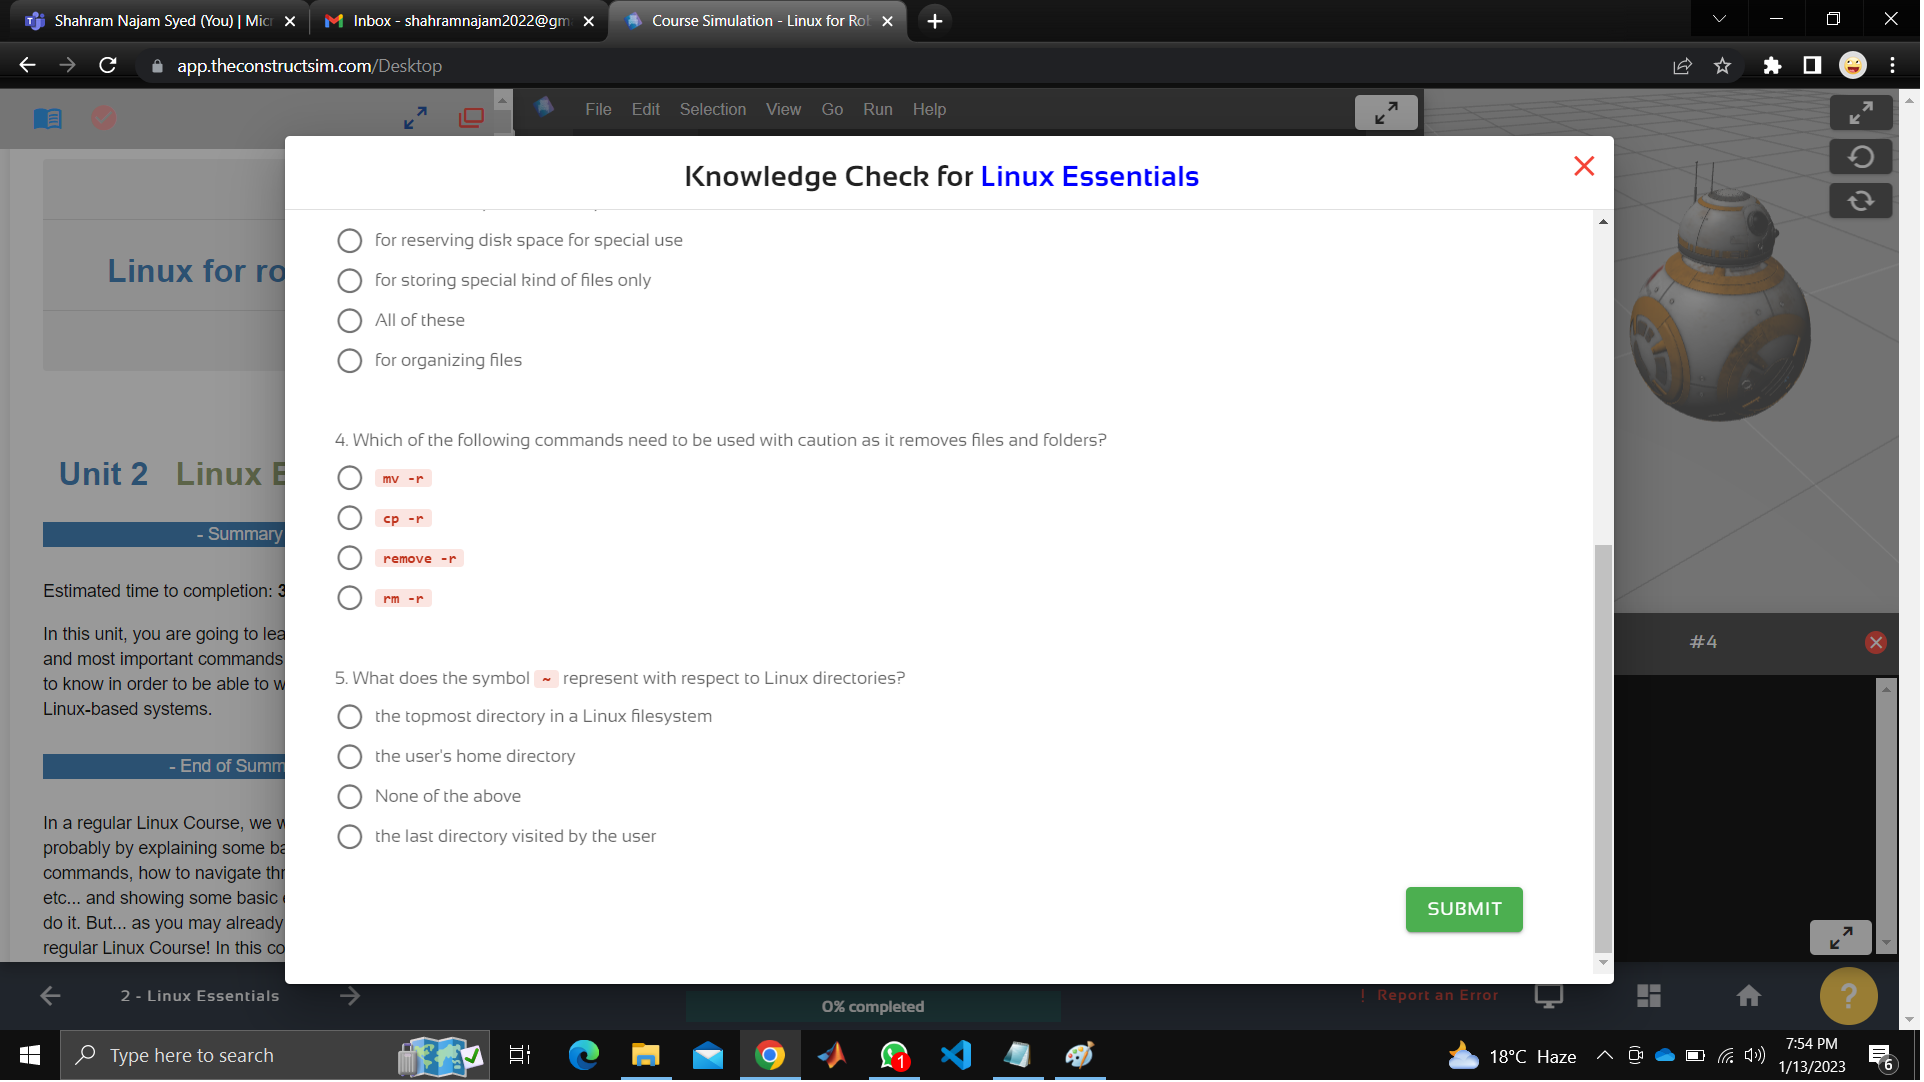 Shahram Najam Syed (You) | Mic
Inbox - shahramnajam2022@gm
Course Simulation - Linux for Rob
app.theconstructsim.com/Desktop
File Edit Selection View Go Run Help
Linux for ro
Unit 2 Linux E
- Summary
Estimated time to completion: 3
In this unit, you are going to lea
and most important commands
to know in order to be able to w
Linux-based systems.
- End of Summ
In a regular Linux Course, we w
probably by explaining some ba
commands, how to navigate thr
etc... and showing some basic
do it. But... as you may already
regular Linux Course! In this co
Knowledge Check for Linux Essentials
for reserving disk space for special use
for storing special kind of files only
All of these
for organizing files
4. Which of the following commands need to be used with caution as it removes files and folders?
mv -r
cp -r
remove -r
rm -r
5. What does the symbol ~ represent with respect to Linux directories?
the topmost directory in a Linux filesystem
the user's home directory
None of the above
the last directory visited by the user
SUBMIT
#4
2 - Linux Essentials
0% completed
! Report an Error
?
Type here to search
1
18°C Haze
7:54 PM
1/13/2023
6